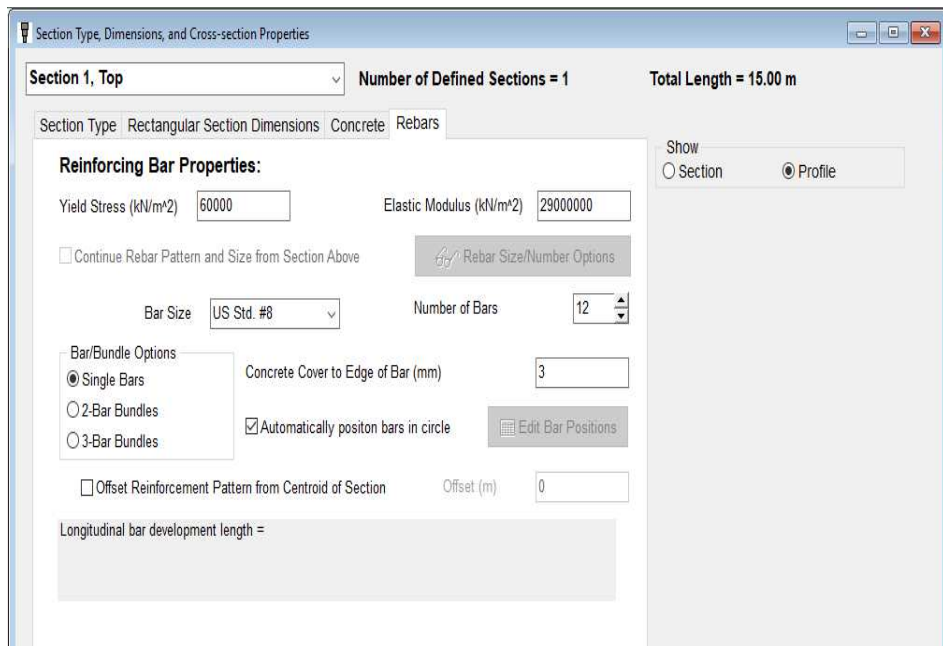 Section Type, Dimensions, and Cross-section Properties
Section 1, Top
Number of Defined Sections = 1
Total Length = 15.00 m
Section Type
Rectangular Section Dimensions
Concrete
Rebars
Show
Section
Profile
Reinforcing Bar Properties:
Yield Stress (kN/m^2)
60000
Elastic Modulus (kN/m^2)
29000000
Continue Rebar Pattern and Size from Section Above
Rebar Size/Number Options
Bar Size
US Std. #8
Number of Bars
12
Bar/Bundle Options
Single Bars
2-Bar Bundles
3-Bar Bundles
Concrete Cover to Edge of Bar (mm)
3
Automatically positon bars in circle
Edit Bar Positions
Offset Reinforcement Pattern from Centroid of Section
Offset (m)
0
Longitudinal bar development length =